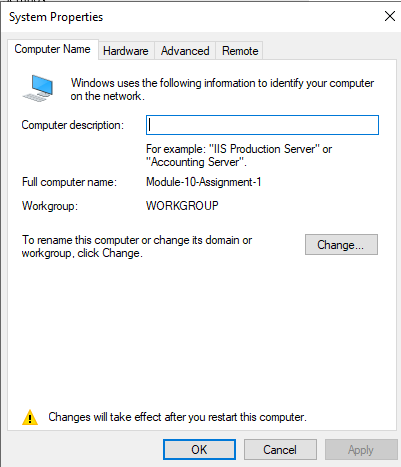 System Properties
Computer Name Hardware Advanced Remote
Windows uses the following information to identify your computer
on the network.
Computer description:
For example: "IIS Production Server" or
"Accounting Server".
Full computer name: Module-10-Assignment-1
Workgroup: WORKGROUP
To rename this computer or change its domain or
workgroup, click Change.
Change...
Changes will take effect after you restart this computer.
OK Cancel Apply